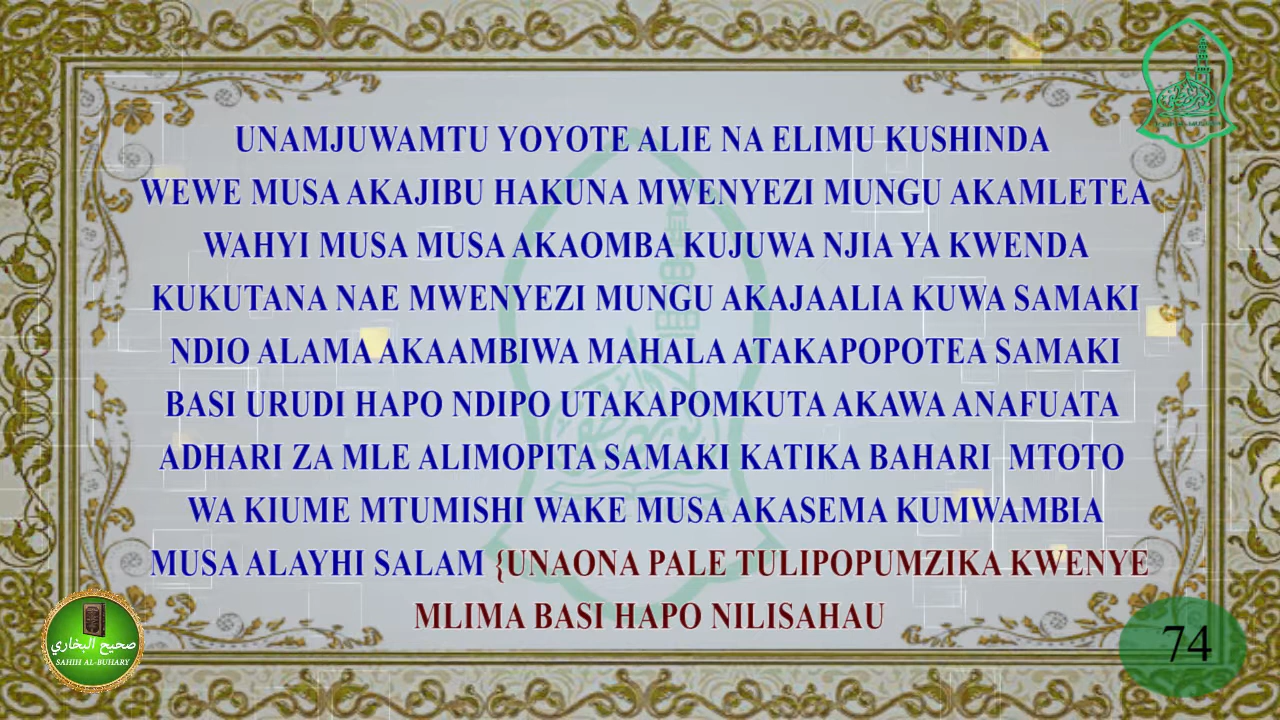 UNAMJUWAMTU YOYOTE ALIE NA ELIMU KUSHINDA
WEWE MUSA AKAJIBU HAKUNA MWENYEZI MUNGU AKAMLETEA
WAHYI MUSA MUSA AKAOMBA KUJUWA NJIA YA KWENDA
KUKUTANA NAE MWENYEZI MUNGU AKAJAALIA KUWA SAMAKI
NDIO ALAMA AKAAMBIWA MAHALA ATAKAPOPOTEA SAMAKI
BASI URUDI HAPO NDIPO UTAKAPOMKUTA AKAWA ANAFUATA
ADHARI ZA MLE ALIMOPITA SAMAKI KATIKA BAHARI MTOTO
WA KIUME MTUMISHI WAKE MUSA AKASEMA KUMWAMBIA
MUSA ALAYHI SALAM {UNAONA PALE TULIPOPUMZIKA KWENYE
MLIMA BASI HAPO NILISAHAU
صحيح البخاري
SAHIH AL-BUHARY
74